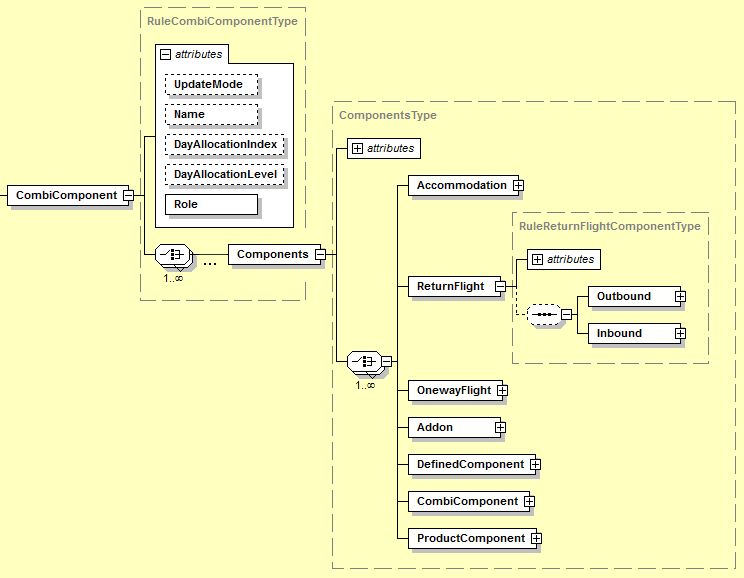 RuleCombiComponentType
attributes
UpdateMode
Name
DayAllocationIndex
DayAllocationLevel
Role
CombiComponent
1..∞
...
Components
ComponentsType
attributes
Accommodation
RuleReturnFlightComponentType
attributes
ReturnFlight
Outbound
Inbound
1..∞
OnewayFlight
Addon
DefinedComponent
CombiComponent
ProductComponent